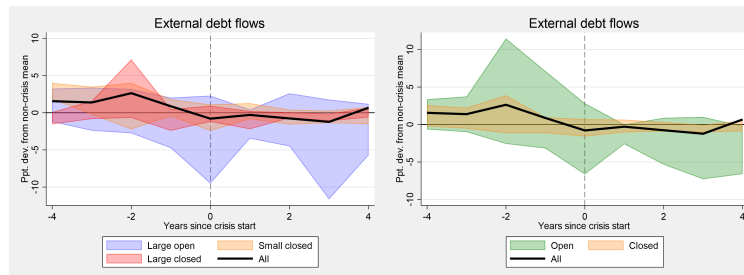 External debt flows
Ppt. dev. from non-crisis mean
10
5
0
-5
-10
-4
-2
0
2
4
Years since crisis start
Large open
Small closed
Large closed
All
External debt flows
Ppt. dev. from non-crisis mean
10
5
0
-5
-10
-4
-2
0
2
4
Years since crisis start
Open
Closed
All